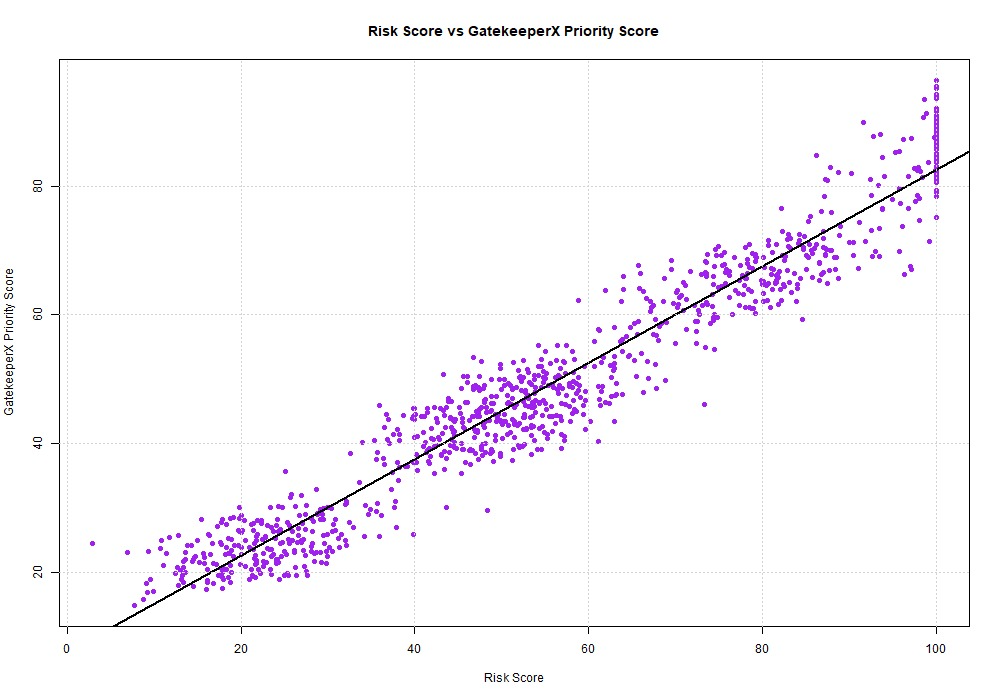 Risk Score vs GatekeeperX Priority Score
GatekeeperX Priority Score
80
60
40
20
0 20 40 60 80 100
Risk Score